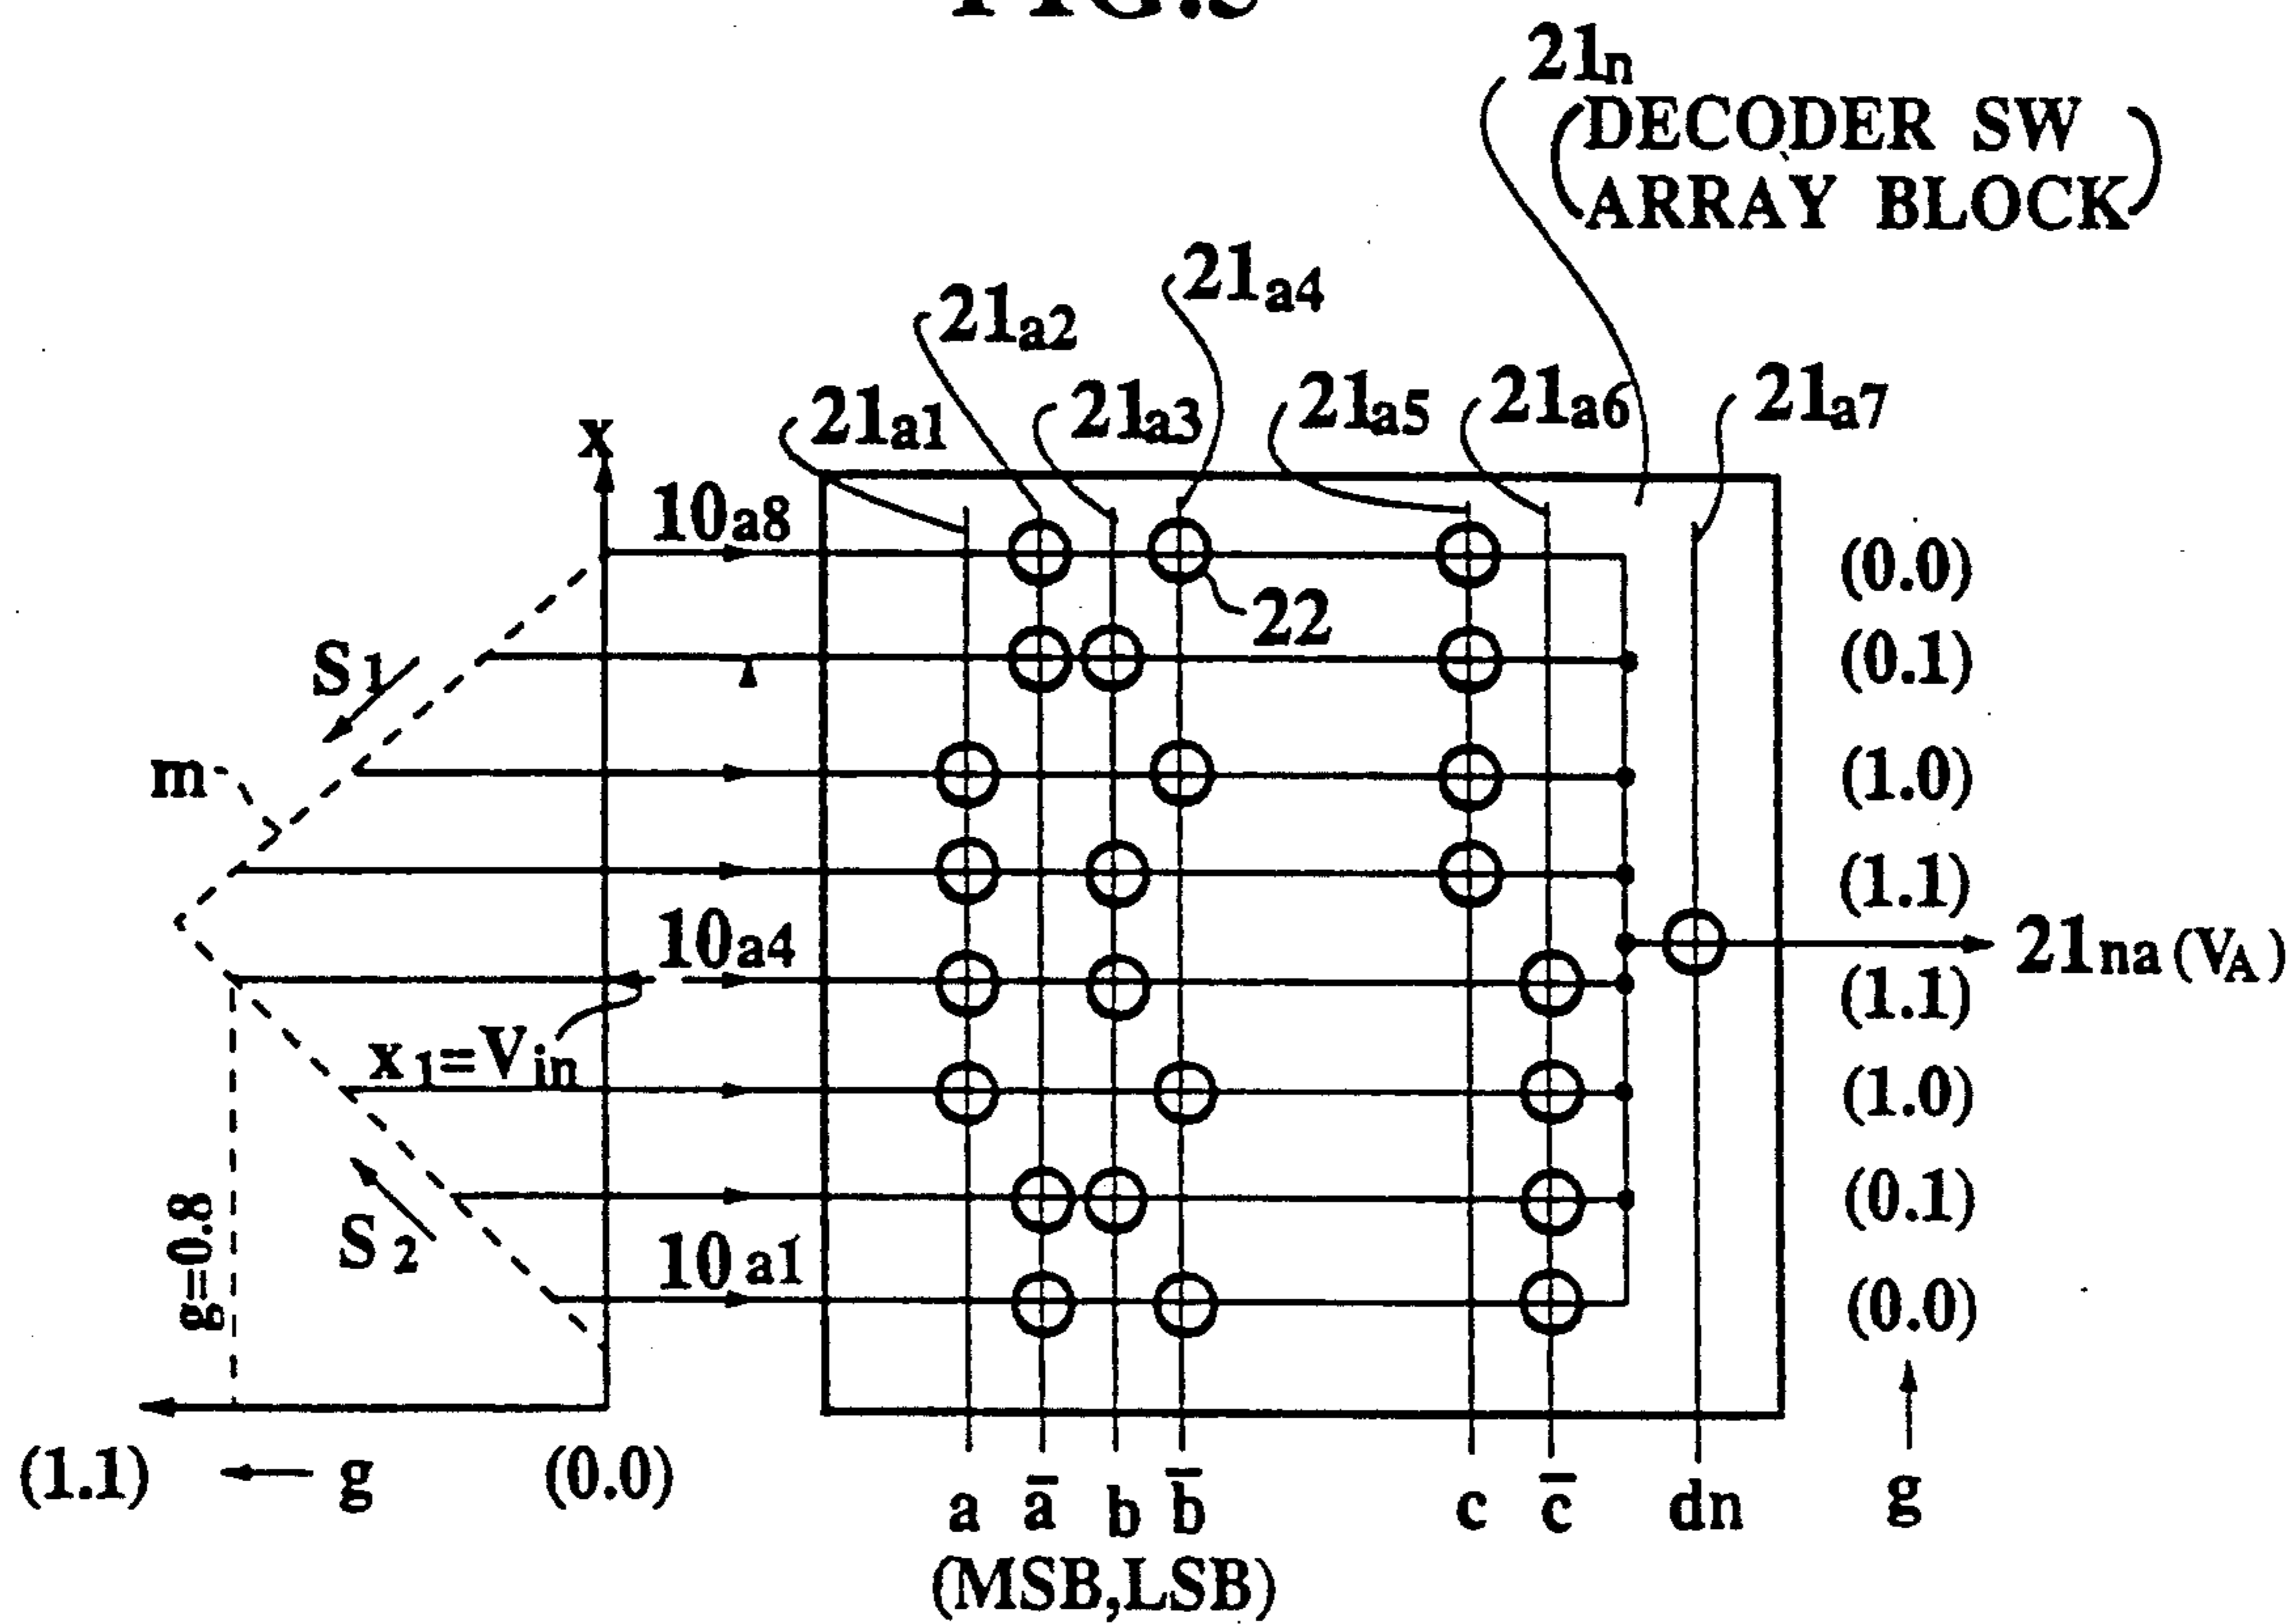 21n
(DECODER SW
ARRAY BLOCK)
21a4
21a2
21a3
21a5
21a6
21a7
21a1
x
10a8
(0.0)
22
S1
(0.1)
m
(1.0)
(1.1)
10a4
21na (VA)
(1.1)
x1=Vin
(1.0)
g=0.8
S2
(0.1)
10a1
(0.0)
(1.1) ← g (0.0)
a a̅ b b̅ c c̅ dn g
(MSB,LSB)